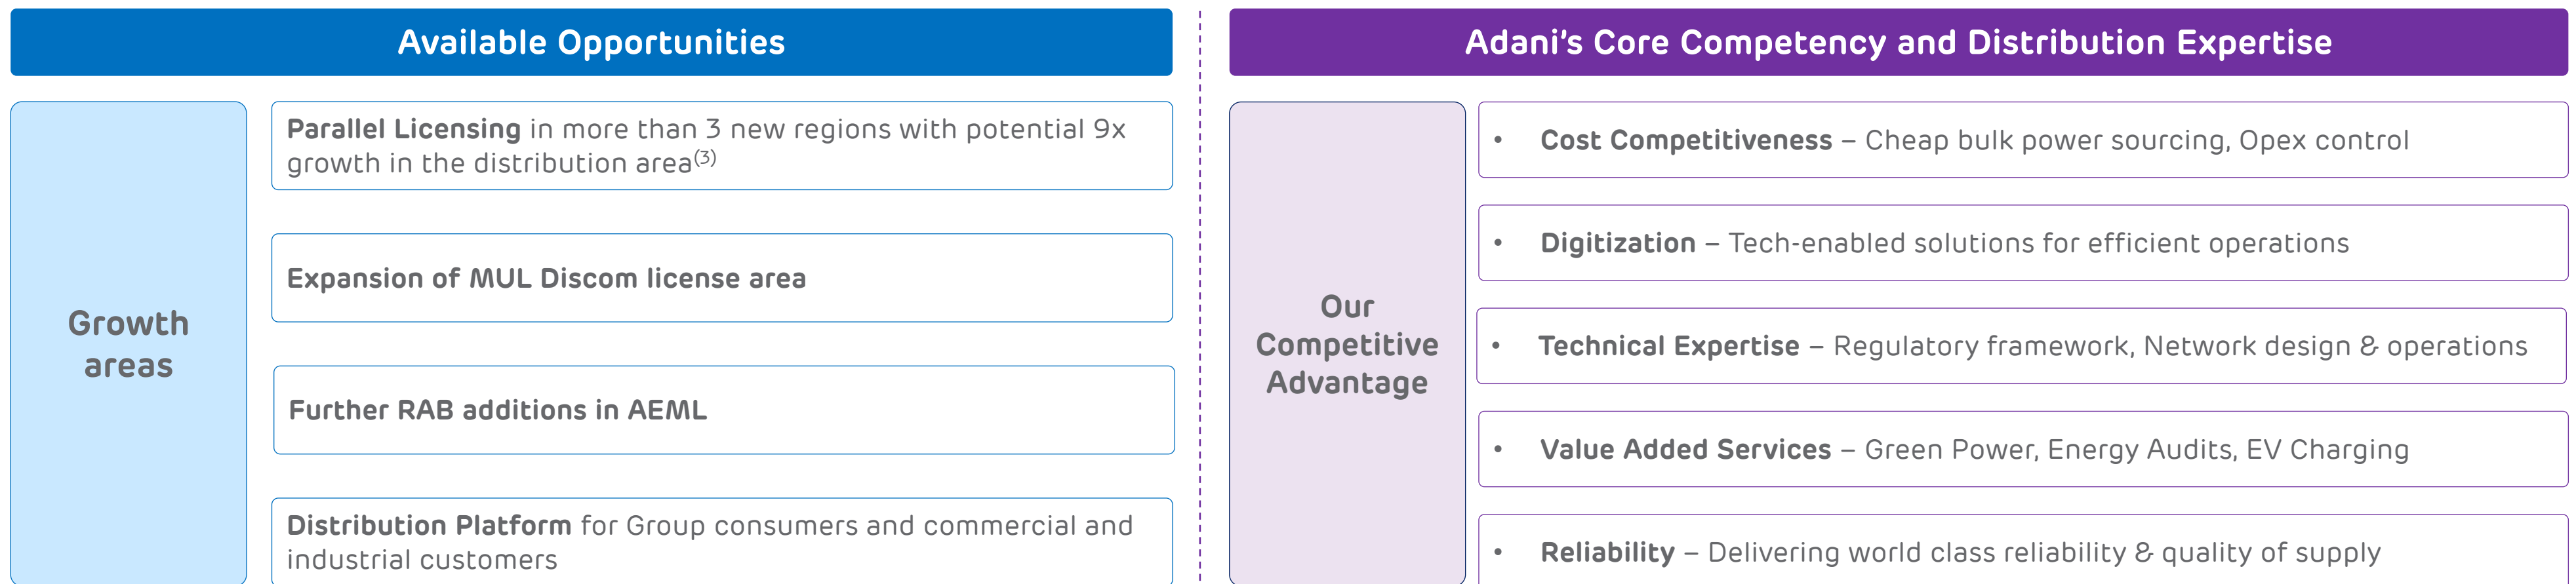 Available Opportunities
Growth
areas
Parallel Licensing in more than 3 new regions with potential 9x
growth in the distribution area(3)
Expansion of MUL Discom license area
Further RAB additions in AEML
Distribution Platform for Group consumers and commercial and
industrial customers
Adani’s Core Competency and Distribution Expertise
Our
Competitive
Advantage
• Cost Competitiveness – Cheap bulk power sourcing, Opex control
• Digitization – Tech-enabled solutions for efficient operations
• Technical Expertise – Regulatory framework, Network design & operations
• Value Added Services – Green Power, Energy Audits, EV Charging
• Reliability – Delivering world class reliability & quality of supply